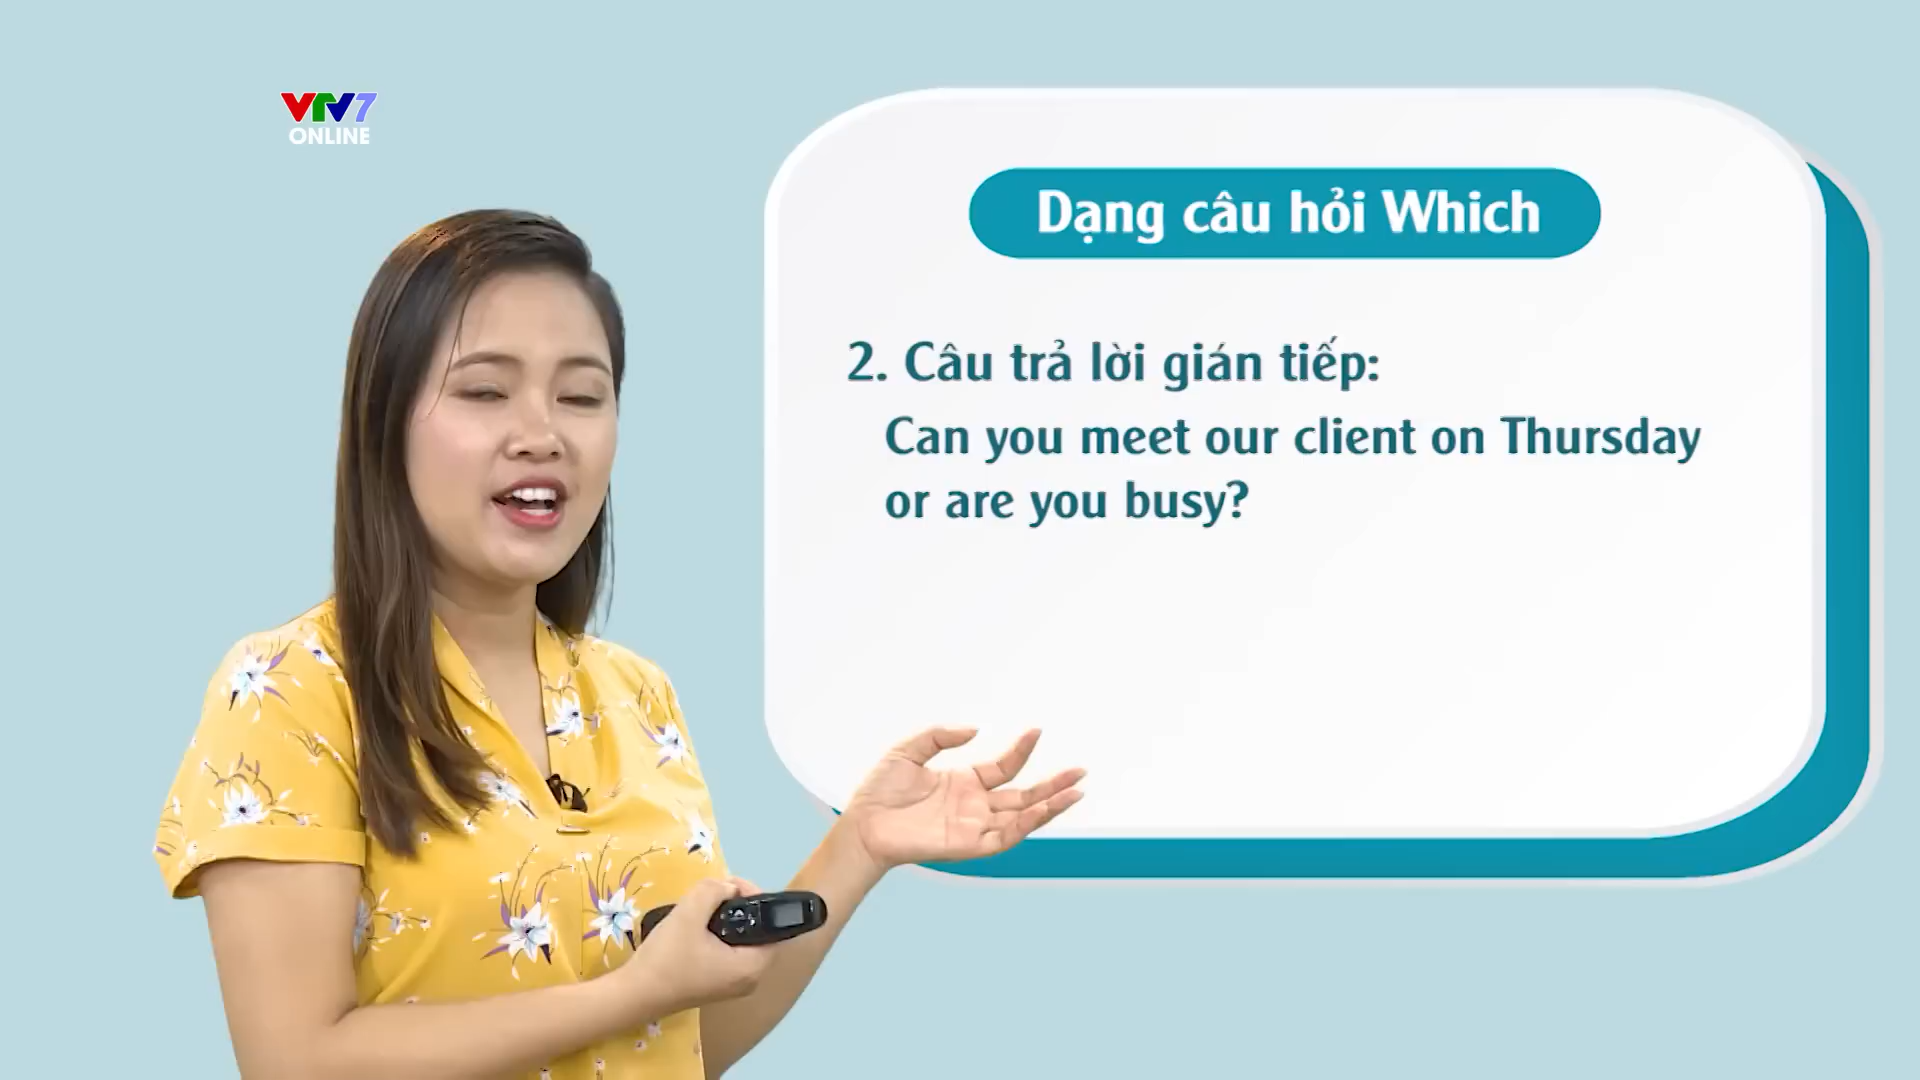 VTV7
ONLINE
Dạng câu hỏi Which
2. Câu trả lời gián tiếp:
Can you meet our client on Thursday
or are you busy?